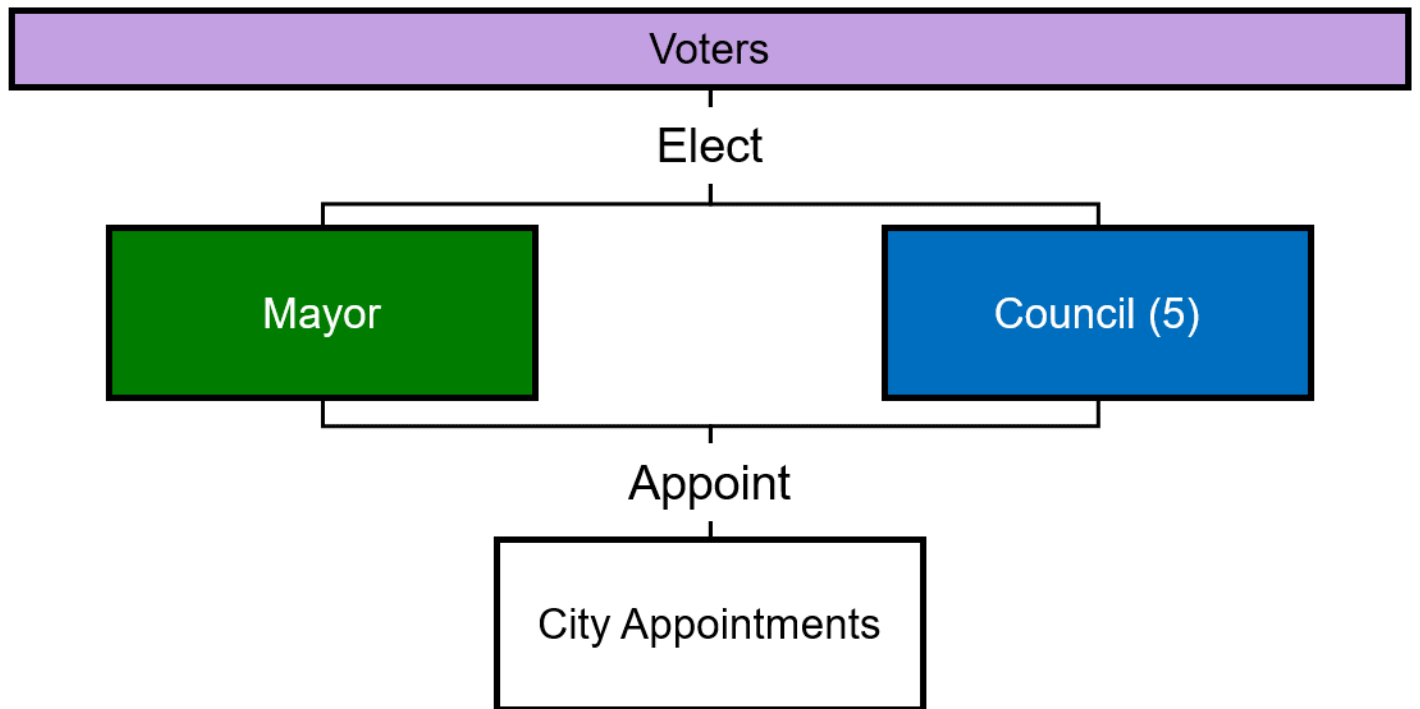 Voters
Elect
Mayor
Council (5)
Appoint
City Appointments